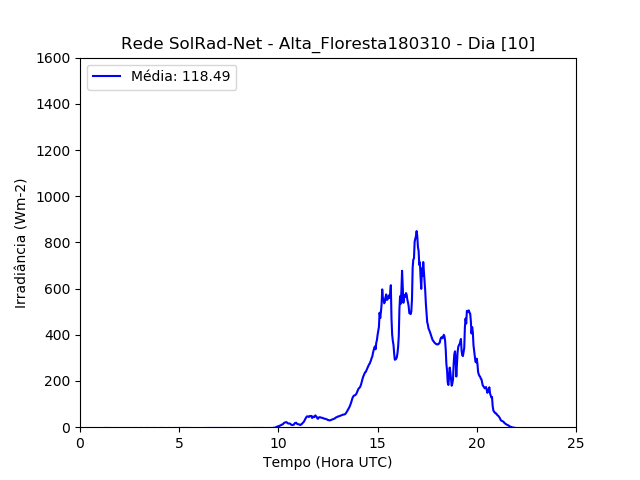 Rede SolRad-Net - Alta_Floresta180310 - Dia [10]
Média: 118.49
1600
1400
1200
1000
800
600
400
200
0
Irradiância (Wm-2)
0 5 10 15 20 25
Tempo (Hora UTC)